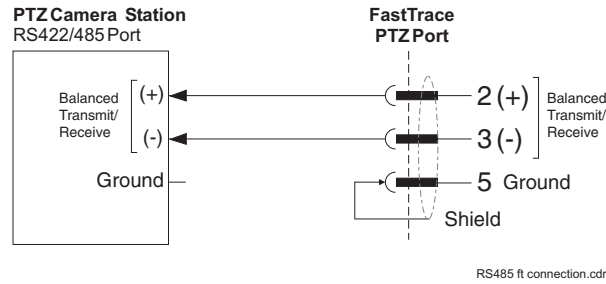 PTZ Camera Station
RS422/485 Port
FastTrace
PTZ Port
Balanced
Transmit/
Receive
(+)
(-)
Ground
2 (+)
3 (-)
5 Ground
Balanced
Transmit/
Receive
Shield
RS485 ft connection.cdr